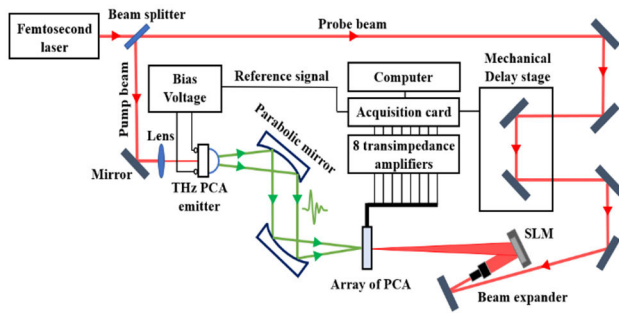 Femtosecond
laser
Beam splitter
Probe beam
Pump beam
Bias
Voltage
Reference signal
Computer
Acquisition card
8 transimpedance
amplifiers
Mechanical
Delay stage
Lens
Mirror
THz PCA
emitter
Parabolic mirror
Array of PCA
SLM
Beam expander